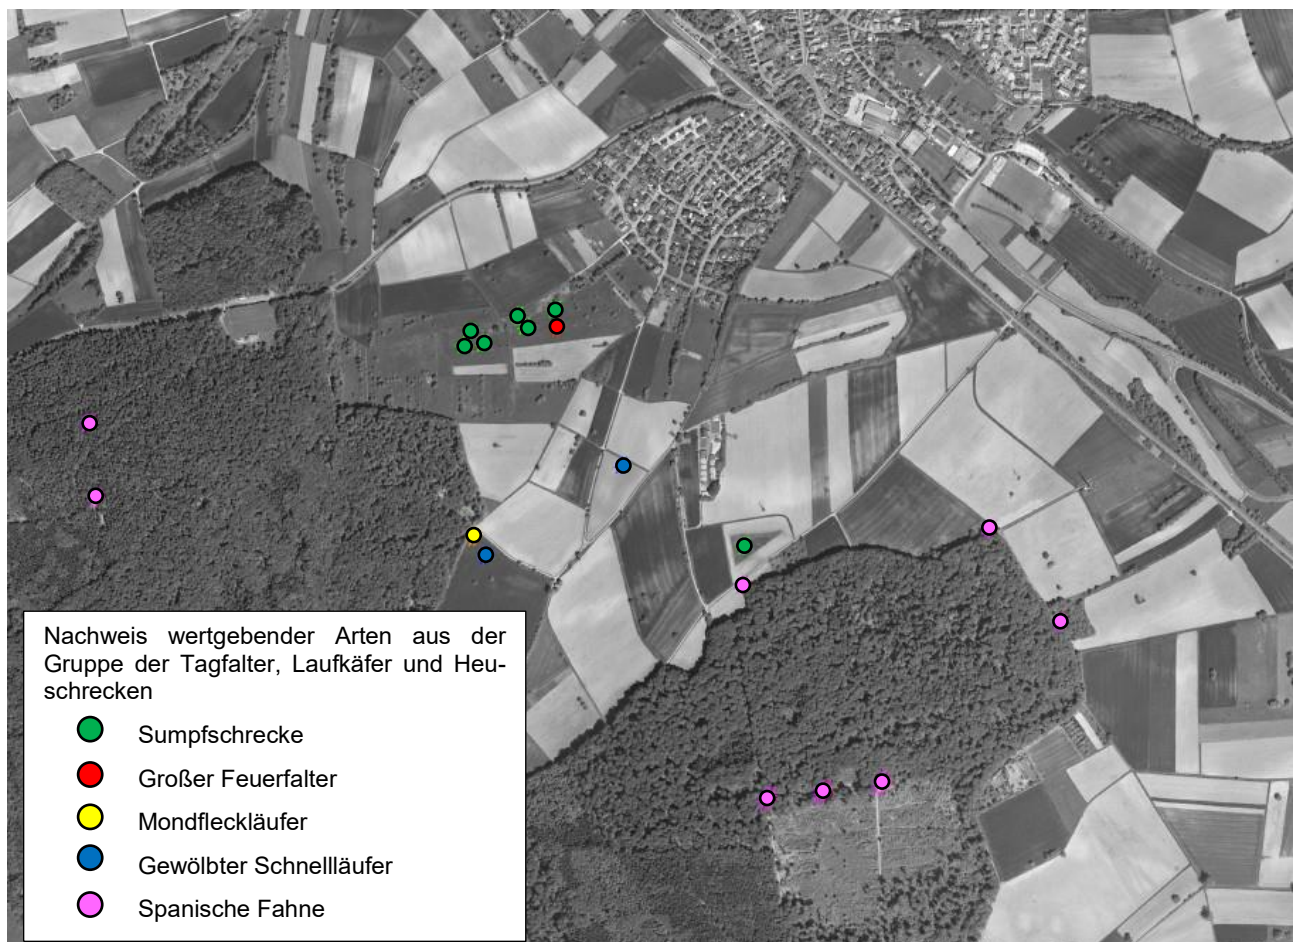 Nachweis wertgebender Arten aus der
Gruppe der Tagfalter, Laufkäfer und Heu-
schrecken
Sumpfschrecke
Großer Feuerfalter
Mondfleckläufer
Gewölbter Schnellläufer
Spanische Fahne